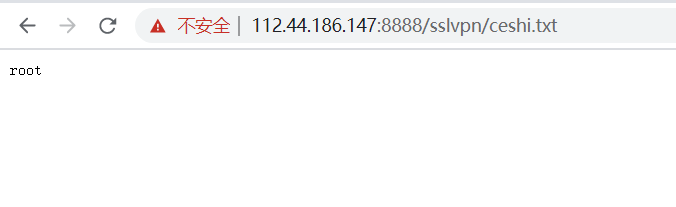 不安全 | 112.44.186.147:8888/sslvpn/ceshi.txt
root